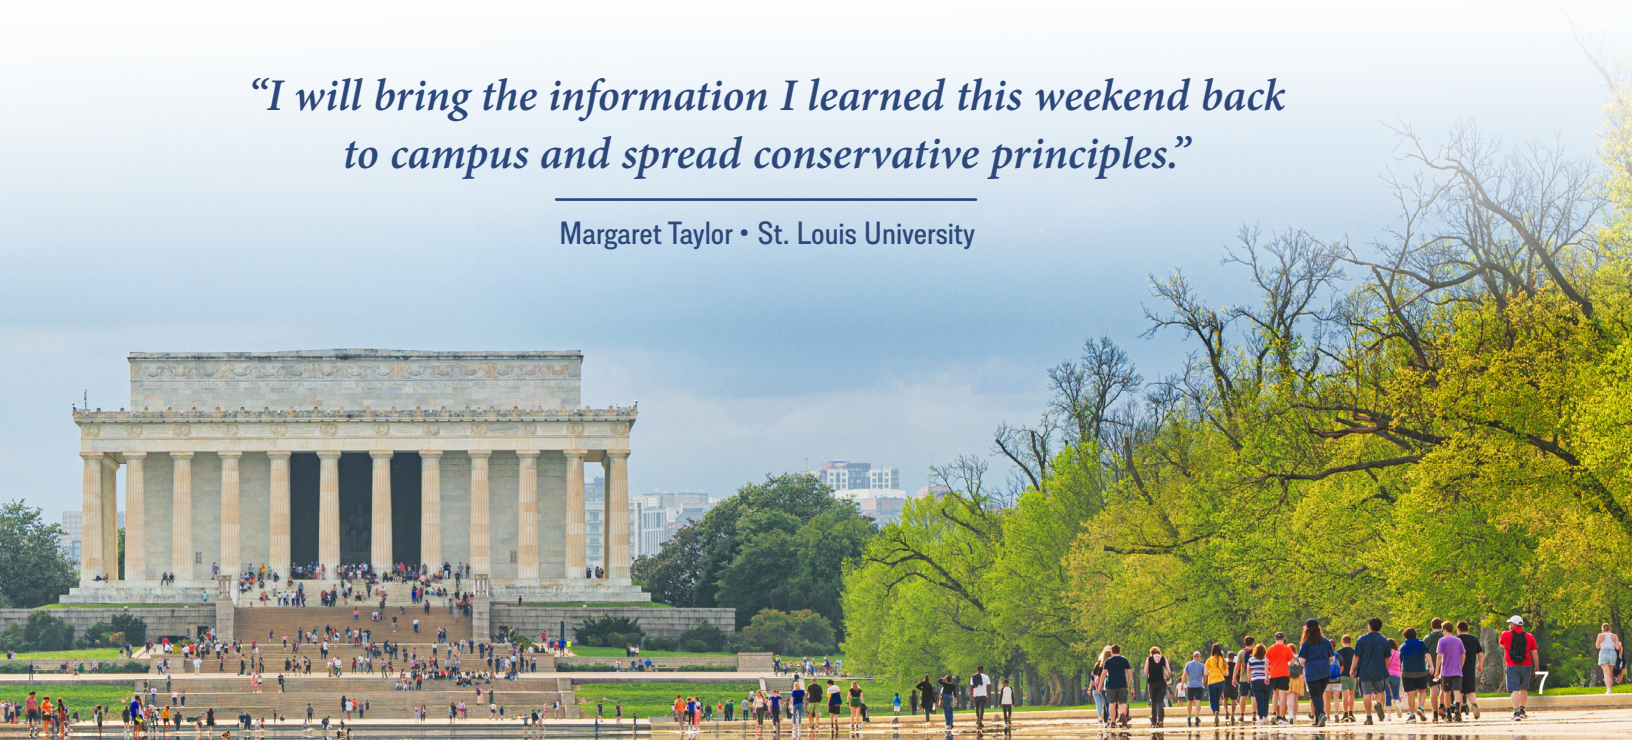 “I will bring the information I learned this weekend back
to campus and spread conservative principles.”
Margaret Taylor • St. Louis University
7